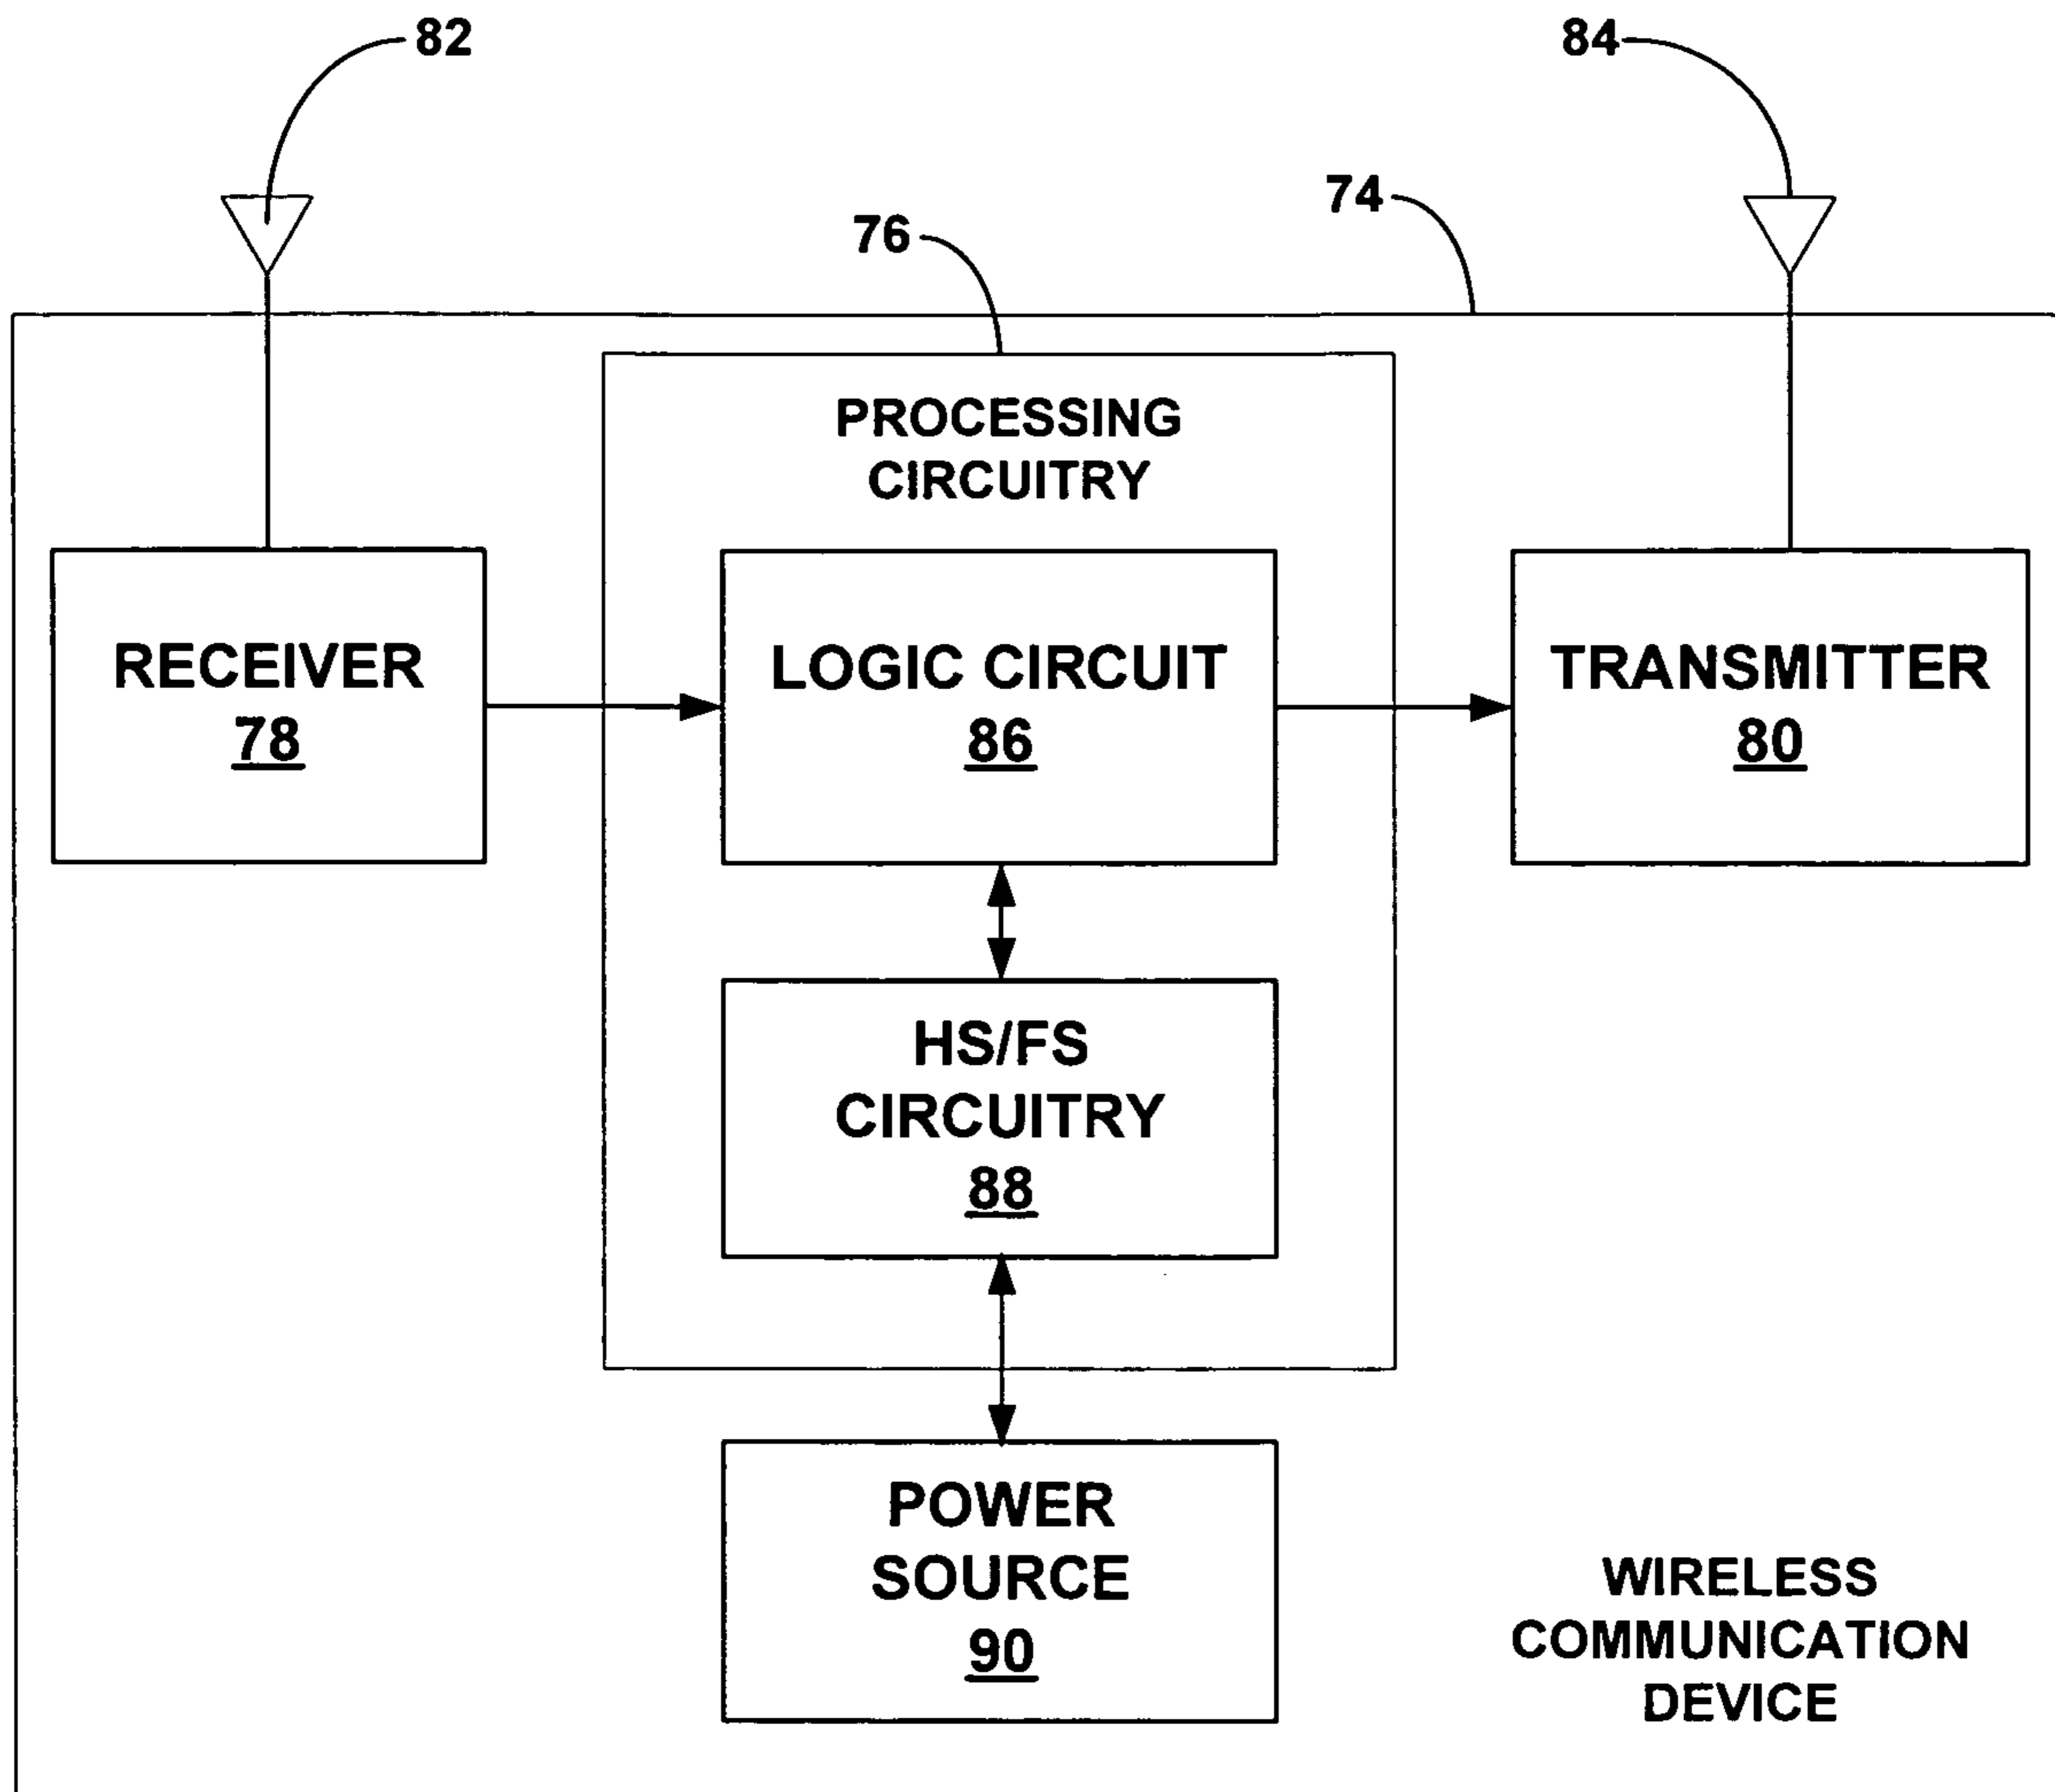 82
84
74
76
PROCESSING
CIRCUITRY
RECEIVER
78
LOGIC CIRCUIT
86
TRANSMITTER
80
HS/FS
CIRCUITRY
88
POWER
SOURCE
90
WIRELESS
COMMUNICATION
DEVICE